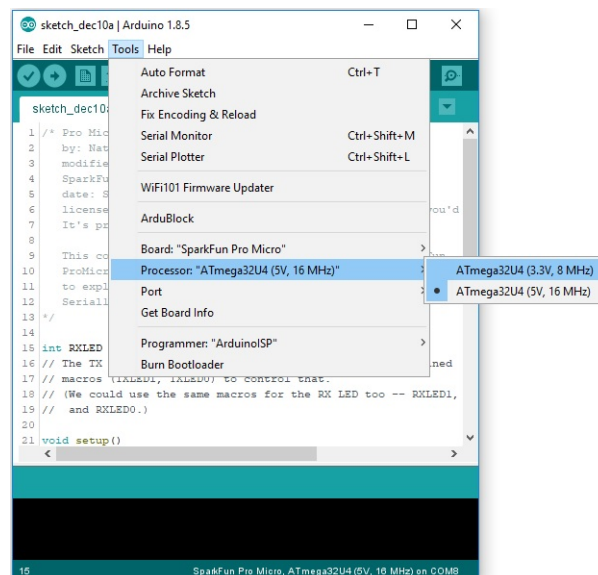 sketch_dec10a | Arduino 1.8.5
File Edit Sketch Tools Help
Auto Format Ctrl+T
Archive Sketch
Fix Encoding & Reload
Serial Monitor Ctrl+Shift+M
Serial Plotter Ctrl+Shift+L
WiFi101 Firmware Updater
ArduBlock
Board: "SparkFun Pro Micro"
Processor: "ATmega32U4 (5V, 16 MHz)"
Port
Get Board Info
Programmer: "ArduinoISP"
Burn Bootloader
ATmega32U4 (3.3V, 8 MHz)
ATmega32U4 (5V, 16 MHz)
sketch_dec10
1 /* Pro Mic
2 by: Nat
3 modifie
4 SparkFu
5 date: S
6 license you'd
7 It's pr
8
9 This co
10 ProMicr
11 to expl
12 Seriall
13 */
14
15 int RXLED
16 // The TX ned
17 // macros (TXLED1, TXLED0) to control that.
18 // (We could use the same macros for the RX LED too -- RXLED1,
19 // and RXLED0.)
20
21 void setup()
15 SparkFun Pro Micro, ATmega32U4 (5V, 16 MHz) on COM8